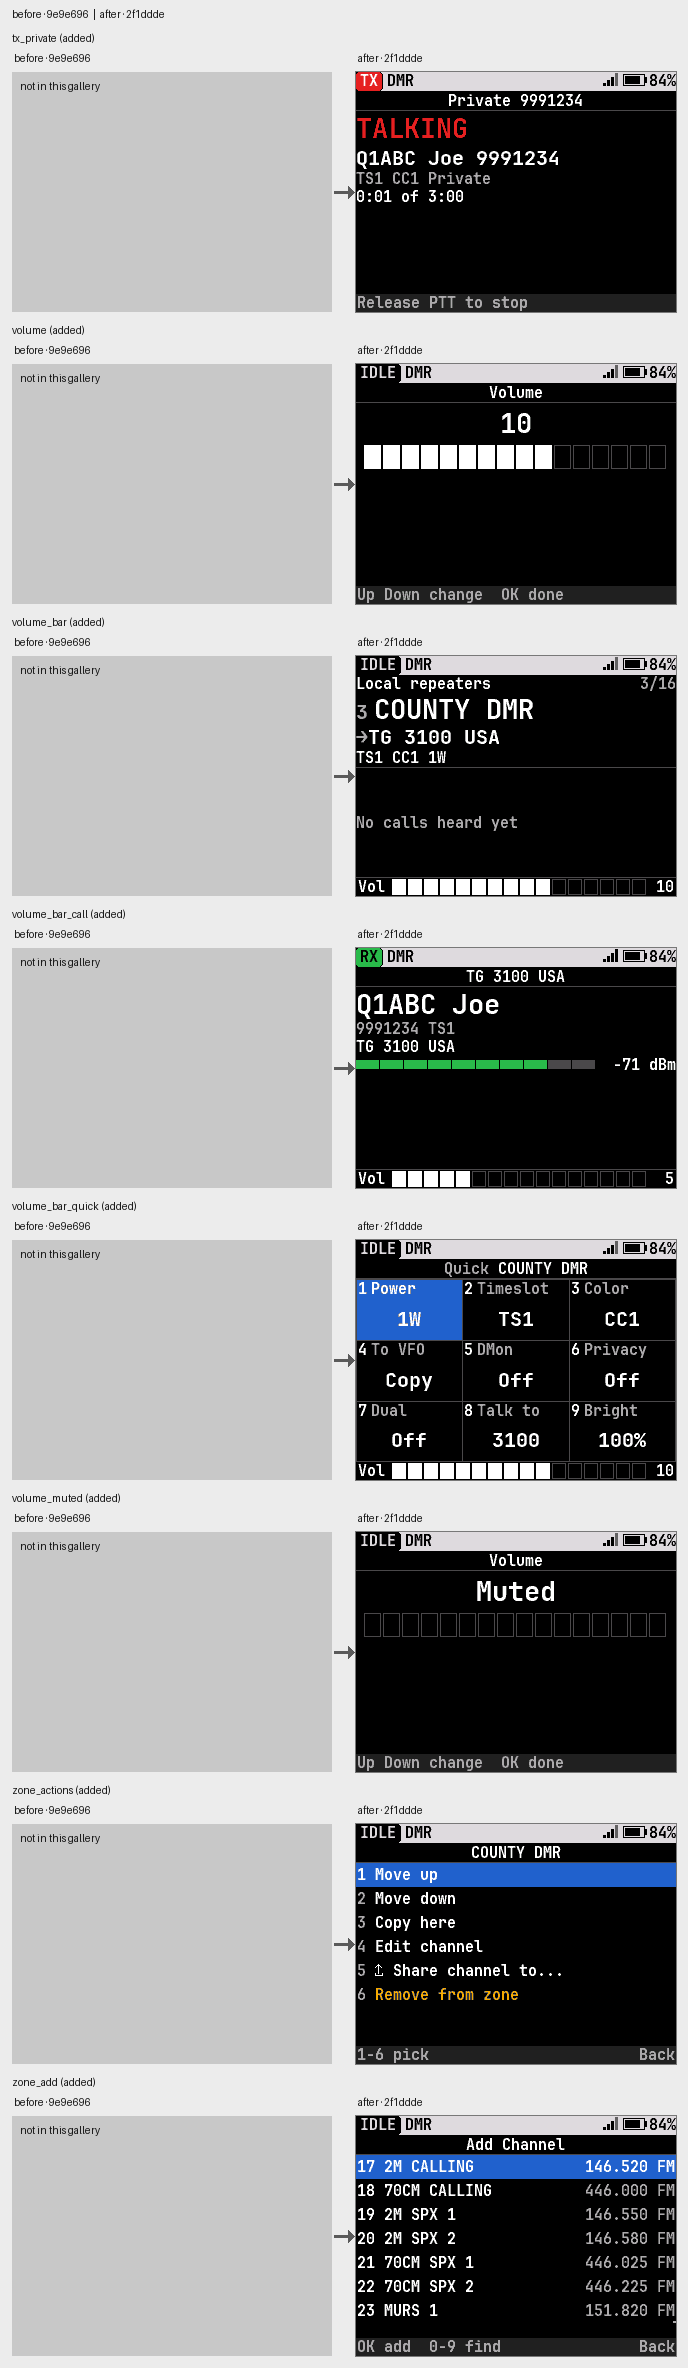 before · 9e9e696 | after · 2f1ddde
tx_private (added)
before · 9e9e696
after · 2f1ddde
not in this gallery
TX DMR 84%
Private 9991234
TALKING
Q1ABC Joe 9991234
TS1 CC1 Private
0:01 of 3:00
Release PTT to stop
volume (added)
before · 9e9e696
after · 2f1ddde
not in this gallery
IDLE DMR 84%
Volume
10
Up Down change OK done
volume_bar (added)
before · 9e9e696
after · 2f1ddde
not in this gallery
IDLE DMR 84%
Local repeaters 3/16
3 COUNTY DMR
→TG 3100 USA
TS1 CC1 1W
No calls heard yet
Vol 10
volume_bar_call (added)
before · 9e9e696
after · 2f1ddde
not in this gallery
RX DMR 84%
TG 3100 USA
Q1ABC Joe
9991234 TS1
TG 3100 USA
-71 dBm
Vol 5
volume_bar_quick (added)
before · 9e9e696
after · 2f1ddde
not in this gallery
IDLE DMR 84%
Quick COUNTY DMR
1 Power 2 Timeslot 3 Color
1W TS1 CC1
4 To VFO 5 DMon 6 Privacy
Copy Off Off
7 Dual 8 Talk to 9 Bright
Off 3100 100%
Vol 10
volume_muted (added)
before · 9e9e696
after · 2f1ddde
not in this gallery
IDLE DMR 84%
Volume
Muted
Up Down change OK done
zone_actions (added)
before · 9e9e696
after · 2f1ddde
not in this gallery
IDLE DMR 84%
COUNTY DMR
1 Move up
2 Move down
3 Copy here
4 Edit channel
5 Share channel to...
6 Remove from zone
1-6 pick Back
zone_add (added)
before · 9e9e696
after · 2f1ddde
not in this gallery
IDLE DMR 84%
Add Channel
17 2M CALLING 146.520 FM
18 70CM CALLING 446.000 FM
19 2M SPX 1 146.550 FM
20 2M SPX 2 146.580 FM
21 70CM SPX 1 446.025 FM
22 70CM SPX 2 446.225 FM
23 MURS 1 151.820 FM
OK add 0-9 find Back